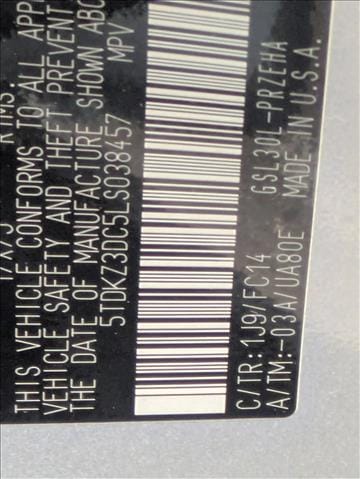 THIS VEHICLE CONFORMS TO ALL APPL
VEHICLE SAFETY AND THEFT PREVENT
THE DATE OF MANUFACTURE SHOWN ABO
5TDKZ3DC5LS038457 MPV
C/TR:1J9/FC14 GSL30L-PRZEHA
A/TM:-03A/UA80E MADE IN U.S.A.